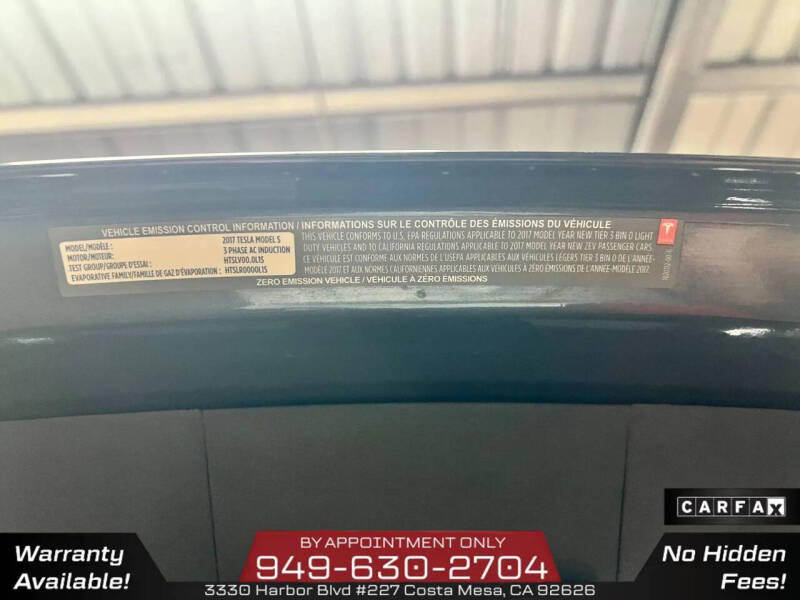 VEHICLE EMISSION CONTROL INFORMATION / INFORMATIONS SUR LE CONTRÔLE DES ÉMISSIONS DU VÉHICULE
MODEL/MODÈLE: 2017 TESLA MODEL S
MOTOR/MOTEUR: 3 PHASE AC INDUCTION
TEST GROUP/GROUPE D'ESSAI: HTSLV00.0L1S
EVAPORATIVE FAMILY/FAMILLE DE GAZ D'ÉVAPORATION: HTSLR0000L1S
THIS VEHICLE CONFORMS TO U.S. EPA REGULATIONS APPLICABLE TO 2017 MODEL YEAR NEW TIER 3 BIN 0 LIGHT
DUTY VEHICLES AND TO CALIFORNIA REGULATIONS APPLICABLE TO 2017 MODEL YEAR NEW ZEV PASSENGER CARS
CE VÉHICULE EST CONFORME AUX NORMES DE L'USEPA APPLICABLES AUX VÉHICULES LÉGERS TIER 3 BIN 0 DE L'ANNÉE-
MODÈLE 2017 ET AUX NORMES CALIFORNIENNES APPLICABLES AUX VÉHICULES À ZÉRO ÉMISSIONS DE L'ANNEE-MODÈLE 2017.
ZERO EMISSION VEHICLE / VÉHICULE À ZÉRO ÉMISSIONS
CARFAX
Warranty
Available!
BY APPOINTMENT ONLY
949-630-2704
3330 Harbor Blvd #227 Costa Mesa, CA 92626
No Hidden
Fees!